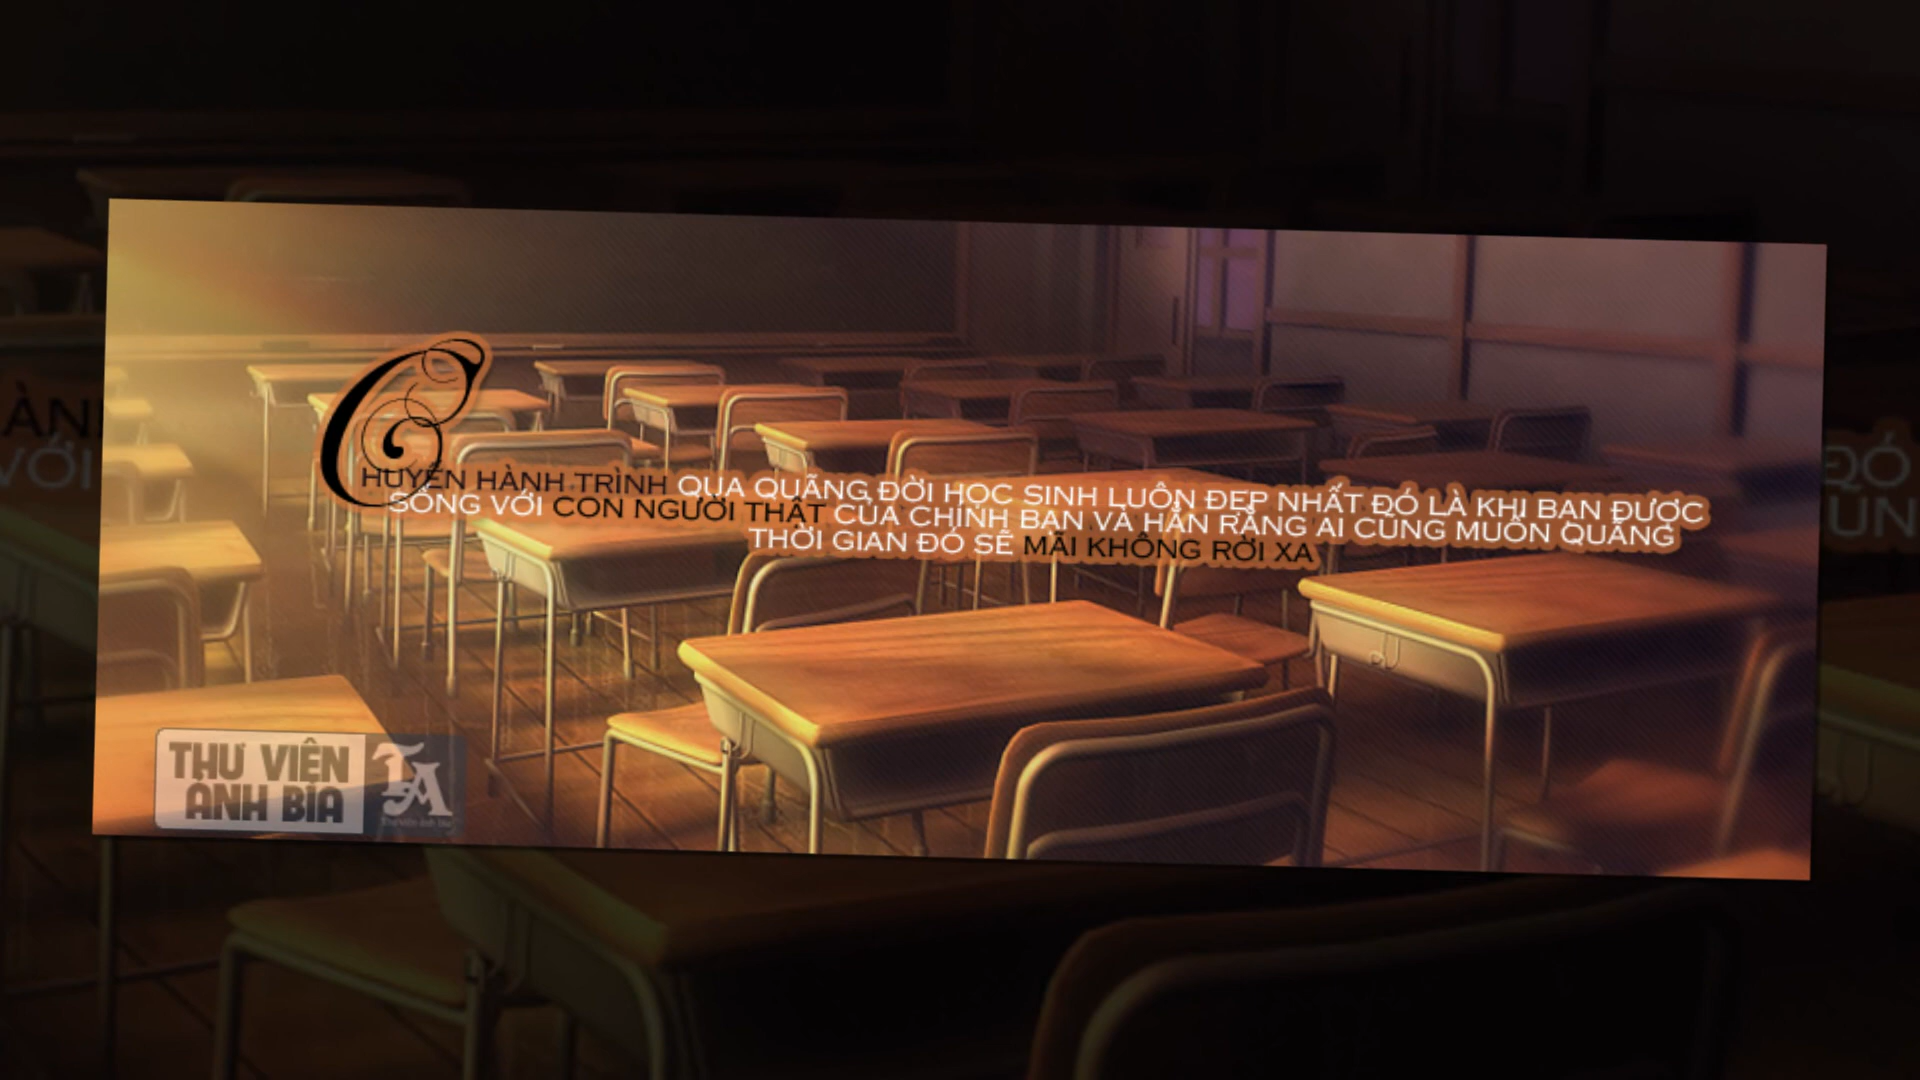 CHUYẾN HÀNH TRÌNH QUA QUÃNG ĐỜI HỌC SINH LUÔN ĐẸP NHẤT ĐÓ LÀ KHI BẠN ĐƯỢC
SỐNG VỚI CON NGƯỜI THẬT CỦA CHÍNH BẠN VÀ HẲN RẰNG AI CŨNG MUỐN QUÃNG
THỜI GIAN ĐÓ SẼ MÃI KHÔNG RỜI XA
THƯ VIỆN
ẢNH BÌA
TA